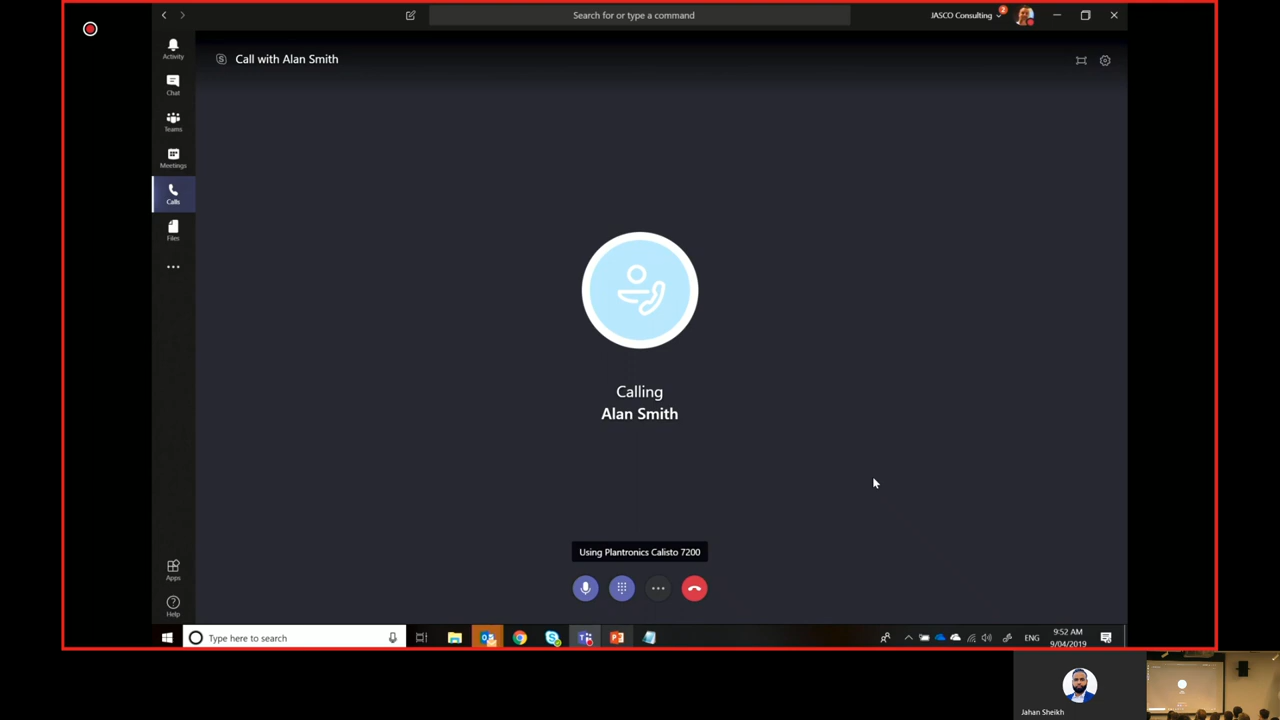 Search for or type a command
JASCO Consulting
2
Activity
Chat
Teams
Meetings
Calls
Files
Call with Alan Smith
Calling
Alan Smith
Using Plantronics Calisto 7200
Apps
Help
Type here to search
ENG
9:52 AM
9/04/2019
Jahan Sheikh